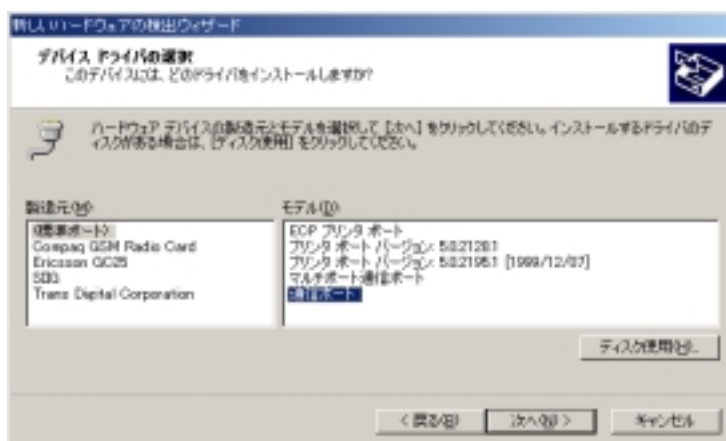 新しいハードウェアの検出ウィザード
デバイス ドライバの選択
このデバイスには、どのドライバをインストールしますか?
ハードウェア デバイスの製造元とモデルを選択して [次へ] をクリックしてください。インストールするドライバのデ
ィスクがある場合は、[ディスク使用] をクリックしてください。
製造元(M)
モデル(D)
(標準ポート)
Compaq GSM Radio Card
Ericsson GC25
SIIG
Trans Digital Corporation
ECP プリンタ ポート
プリンタ ポート バージョン: 5.0.2128.1
プリンタ ポート バージョン: 5.0.2195.1 [1999/12/07]
マルチポート通信ポート
通信ポート
ディスク使用(H)...
< 戻る(B)
次へ(N) >
キャンセル